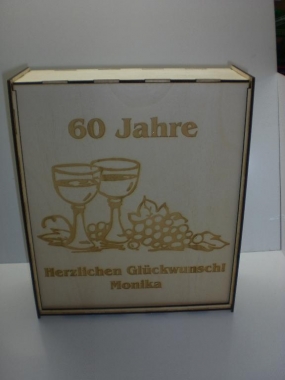 60 Jahre
Herzlichen Glückwunsch!
Monika